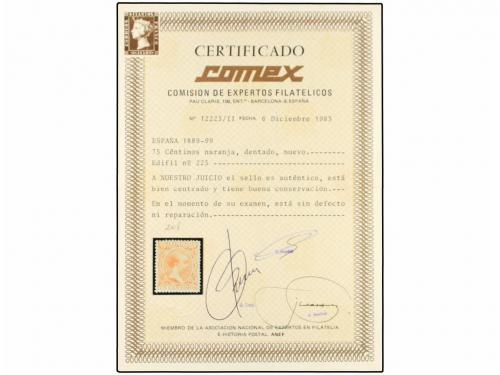 CERTIFICADO
comex
COMISION DE EXPERTOS FILATELICOS
PAU CLARIS, 106, ENT.º - BARCELONA-9, ESPAÑA
Nº 12223/II FECHA, 6 Diciembre 1983
ESPAÑA 1889-99
75 Céntimos naranja, dentado, nuevo.
Edifil nº 225
A NUESTRO JUICIO el sello es auténtico, está
bien centrado y tiene buena conservación.
En el momento de su examen, está sin defecto
ni reparación.
MIEMBRO DE LA ASOCIACION NACIONAL DE EXPERTOS EN FILATELIA
E HISTORIA POSTAL. ANEF